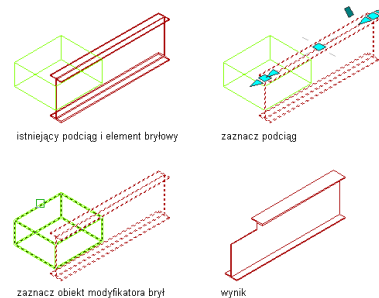 istniejący podciąg i element bryłowy
zaznacz podciąg
zaznacz obiekt modyfikatora brył
wynik